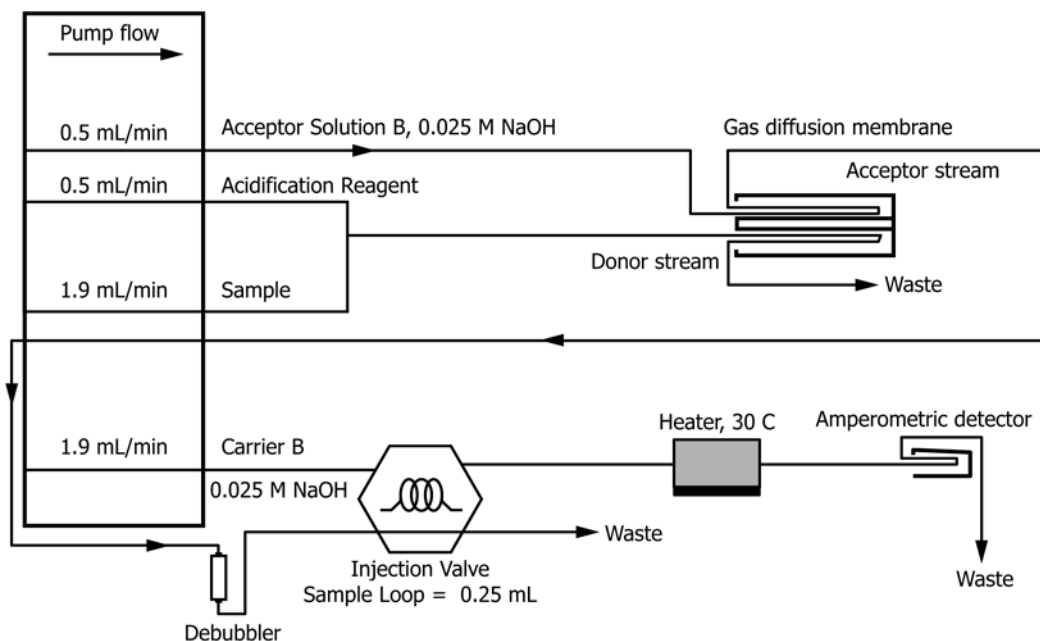 Pump flow
0.5 mL/min
Acceptor Solution B, 0.025 M NaOH
Gas diffusion membrane
Acceptor stream
0.5 mL/min
Acidification Reagent
Donor stream
Waste
1.9 mL/min
Sample
Heater, 30 C
Amperometric detector
1.9 mL/min
Carrier B
0.025 M NaOH
Waste
Injection Valve
Sample Loop = 0.25 mL
Waste
Debubbler